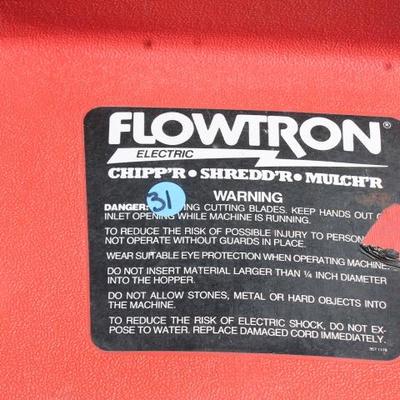 FLOWTRON®
ELECTRIC
CHIPP'R • SHREDD'R • MULCH'R
31
WARNING
DANGER: CUTTING BLADES. KEEP HANDS OUT
INLET OPENING WHILE MACHINE IS RUNNING.
TO REDUCE THE RISK OF POSSIBLE INJURY TO
NOT OPERATE WITHOUT GUARDS IN PLACE.
WEAR SUITABLE EYE PROTECTION WHEN OPERATING MACHINE.
DO NOT INSERT MATERIAL LARGER THAN ¼ INCH DIAMETER
INTO THE HOPPER.
DO NOT ALLOW STONES, METAL OR HARD OBJECTS INTO
THE MACHINE.
TO REDUCE THE RISK OF ELECTRIC SHOCK, DO NOT EX-
POSE TO WATER. REPLACE DAMAGED CORD IMMEDIATELY.